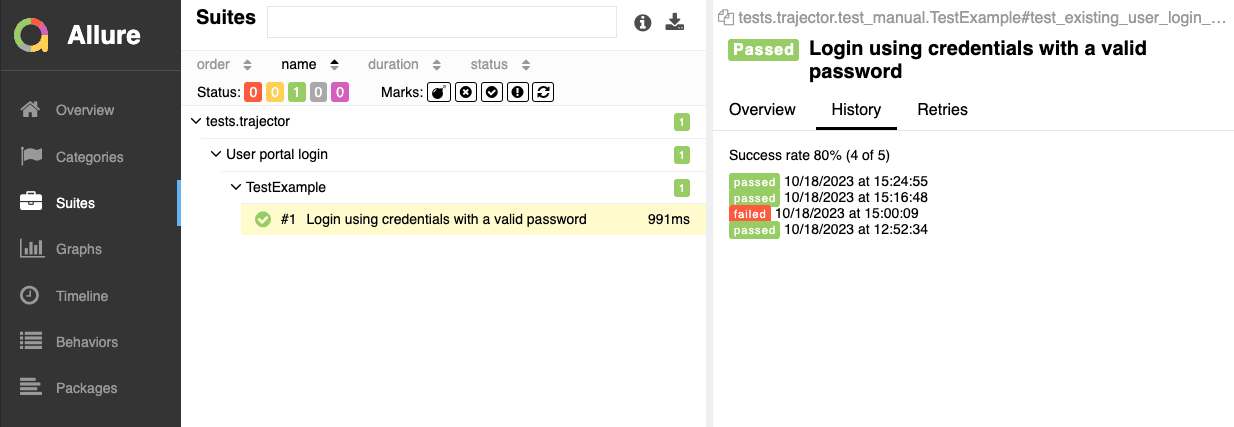 Allure
Overview
Categories
Suites
Graphs
Timeline
Behaviors
Packages
Suites
order name duration status
Status: 0 0 1 0 0 Marks:
tests.trajector 1
User portal login 1
TestExample 1
#1 Login using credentials with a valid password 991ms
tests.trajector.test_manual.TestExample#test_existing_user_login_...
Passed Login using credentials with a valid
password
Overview History Retries
Success rate 80% (4 of 5)
passed 10/18/2023 at 15:24:55
passed 10/18/2023 at 15:16:48
failed 10/18/2023 at 15:00:09
passed 10/18/2023 at 12:52:34